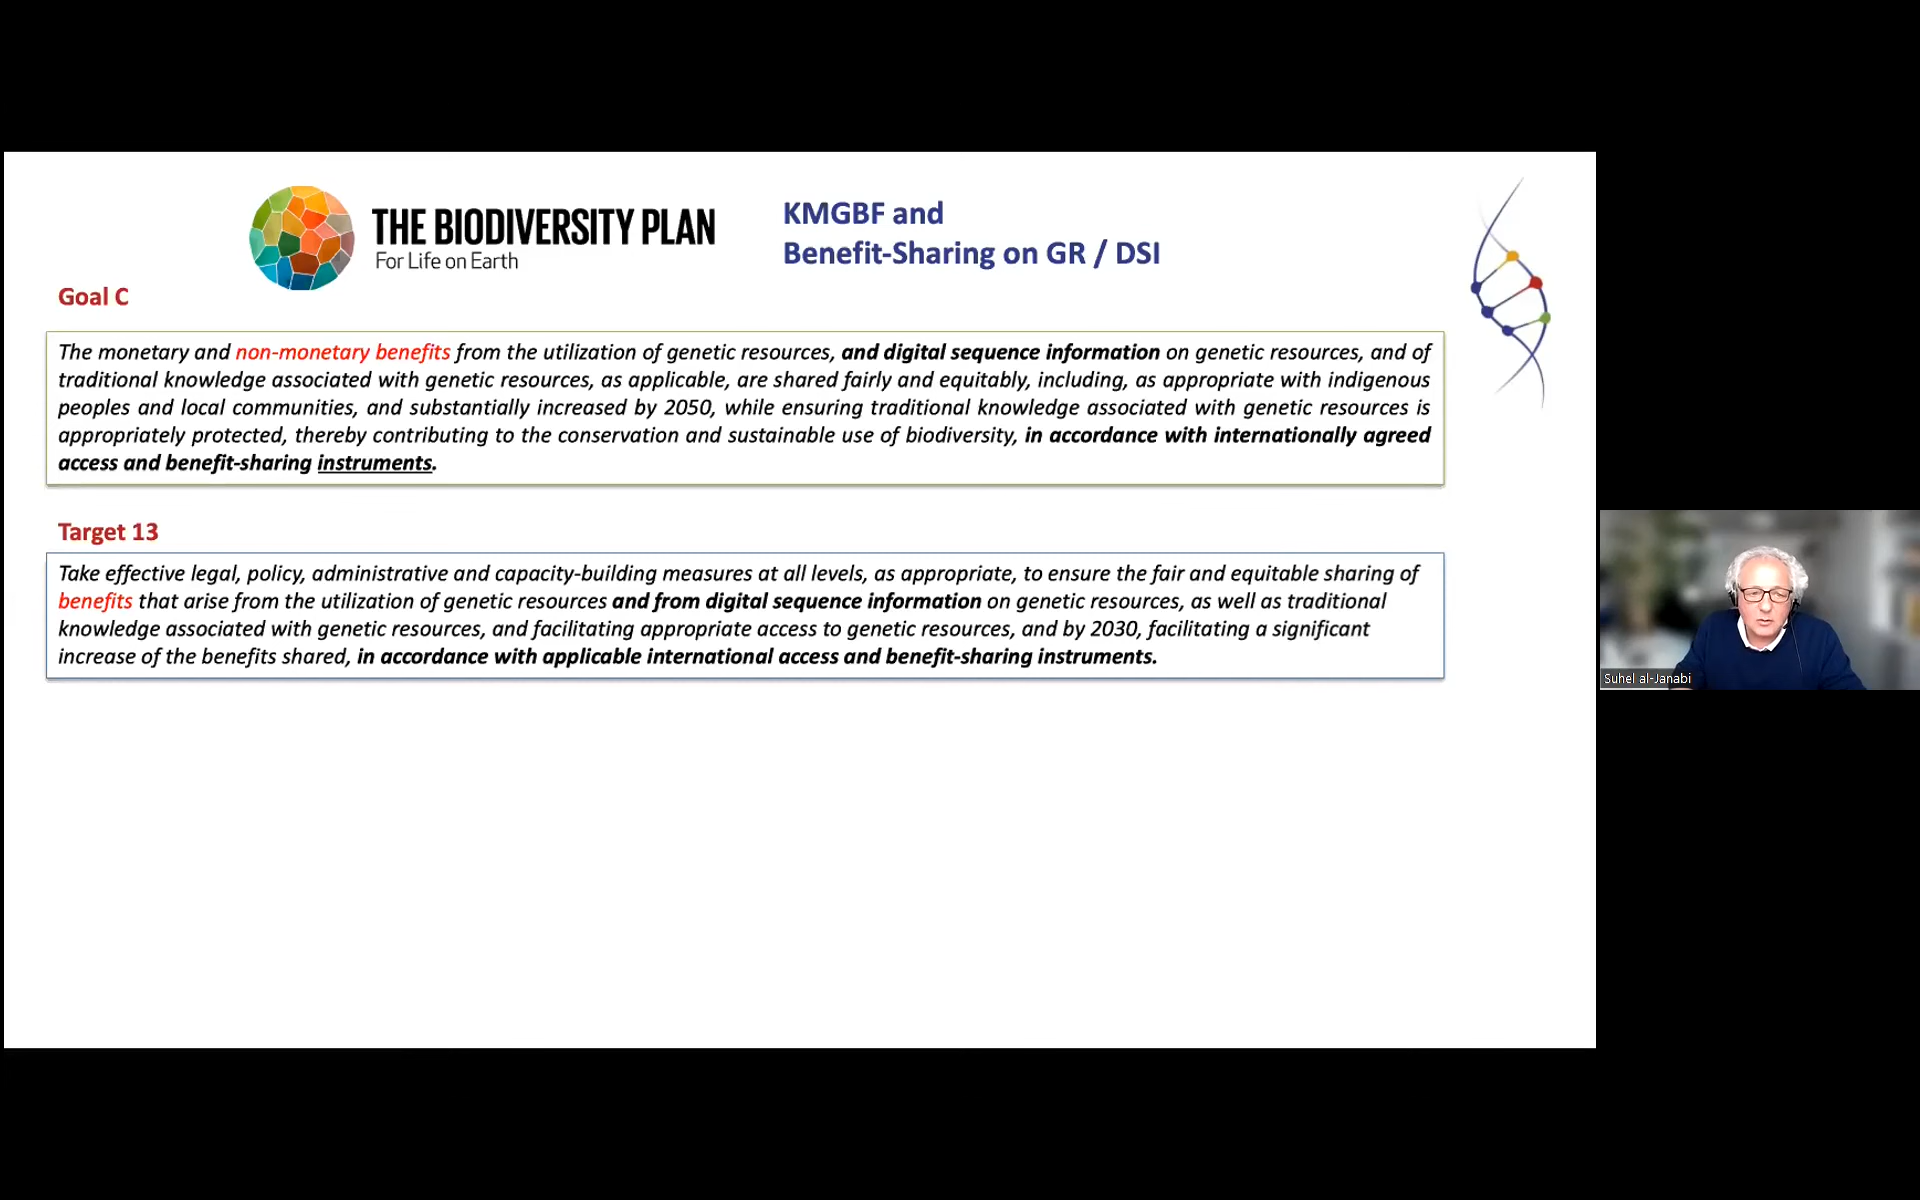 THE BIODIVERSITY PLAN
For Life on Earth
KMGBF and
Benefit-Sharing on GR / DSI
Goal C
The monetary and non-monetary benefits from the utilization of genetic resources, and digital sequence information on genetic resources, and of
traditional knowledge associated with genetic resources, as applicable, are shared fairly and equitably, including, as appropriate with indigenous
peoples and local communities, and substantially increased by 2050, while ensuring traditional knowledge associated with genetic resources is
appropriately protected, thereby contributing to the conservation and sustainable use of biodiversity, in accordance with internationally agreed
access and benefit-sharing instruments.
Target 13
Take effective legal, policy, administrative and capacity-building measures at all levels, as appropriate, to ensure the fair and equitable sharing of
benefits that arise from the utilization of genetic resources and from digital sequence information on genetic resources, as well as traditional
knowledge associated with genetic resources, and facilitating appropriate access to genetic resources, and by 2030, facilitating a significant
increase of the benefits shared, in accordance with applicable international access and benefit-sharing instruments.
Suhel al-Janabi